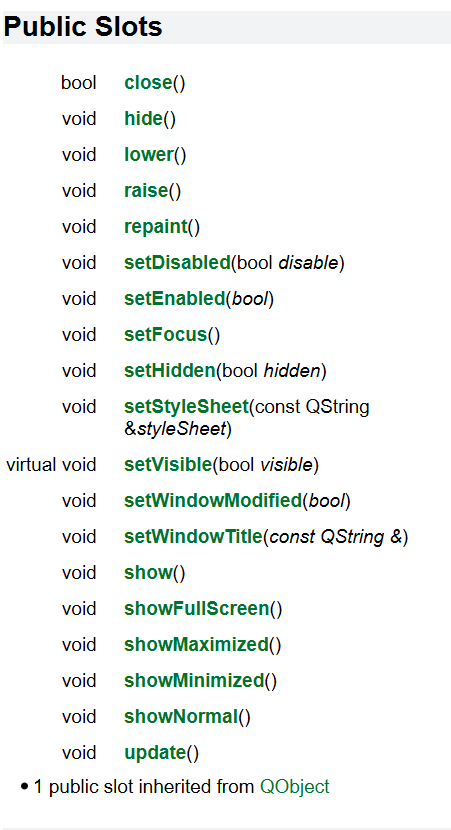 Public Slots
bool close()
void hide()
void lower()
void raise()
void repaint()
void setDisabled(bool disable)
void setEnabled(bool)
void setFocus()
void setHidden(bool hidden)
void setStyleSheet(const QString
&styleSheet)
virtual void setVisible(bool visible)
void setWindowModified(bool)
void setWindowTitle(const QString &)
void show()
void showFullScreen()
void showMaximized()
void showMinimized()
void showNormal()
void update()
• 1 public slot inherited from QObject